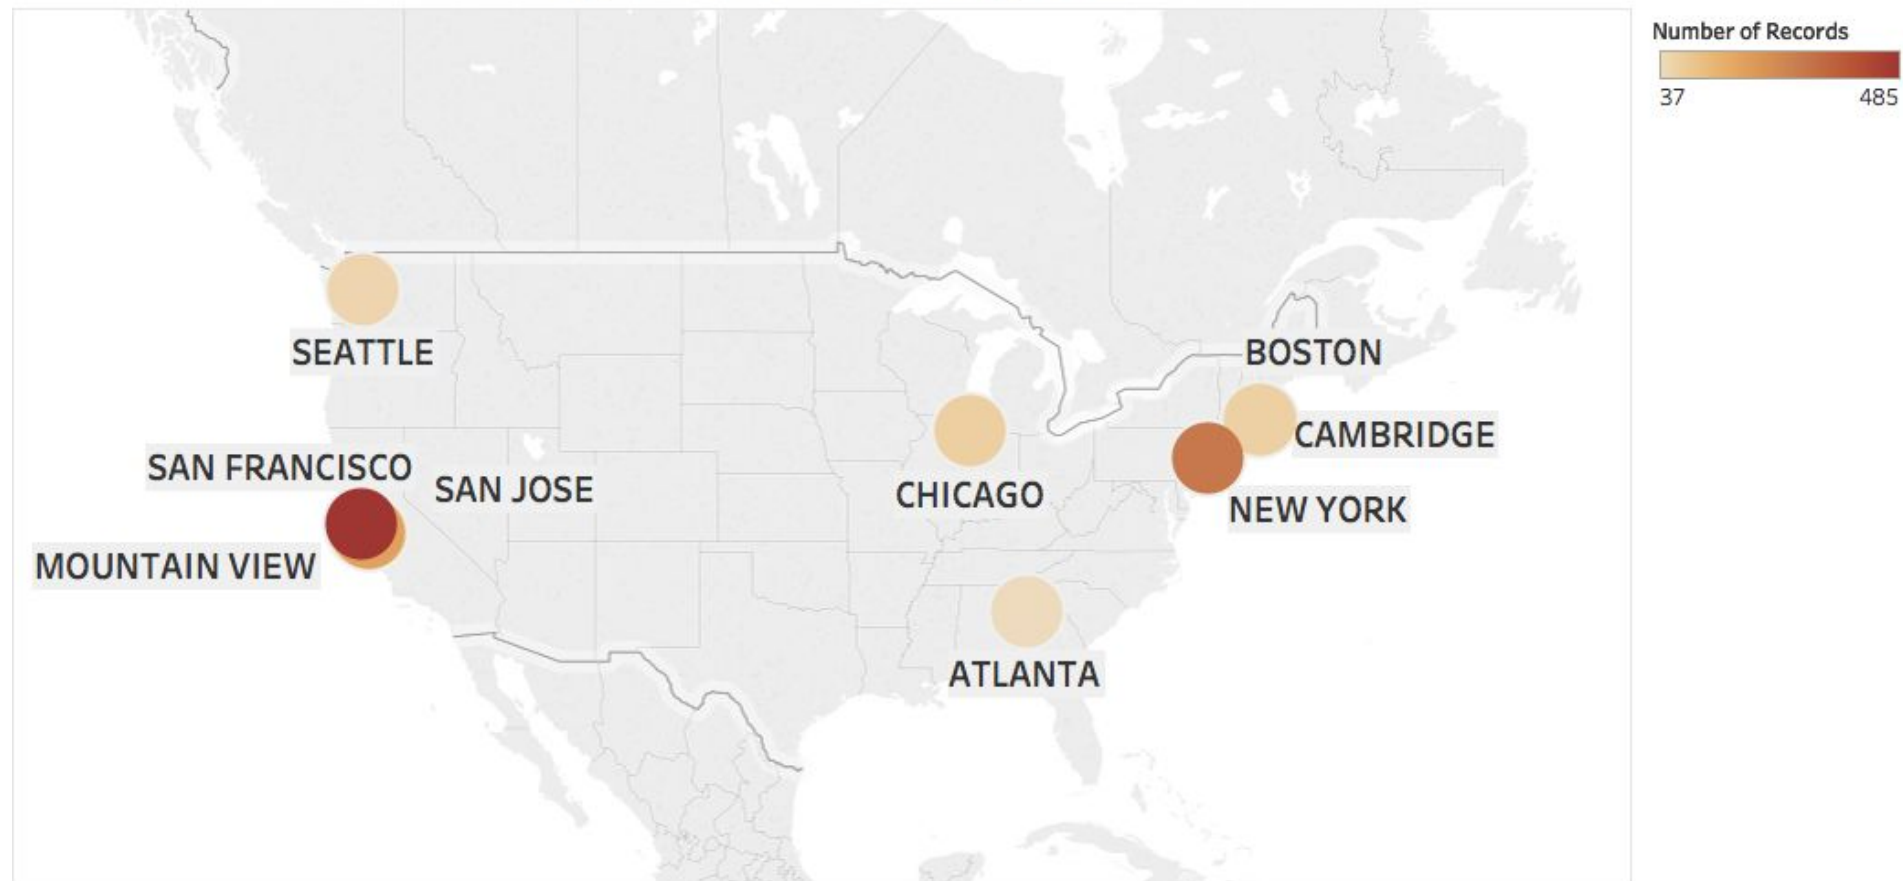 Number of Records
37 485
SEATTLE
BOSTON
CAMBRIDGE
SAN FRANCISCO
SAN JOSE
CHICAGO
NEW YORK
MOUNTAIN VIEW
ATLANTA